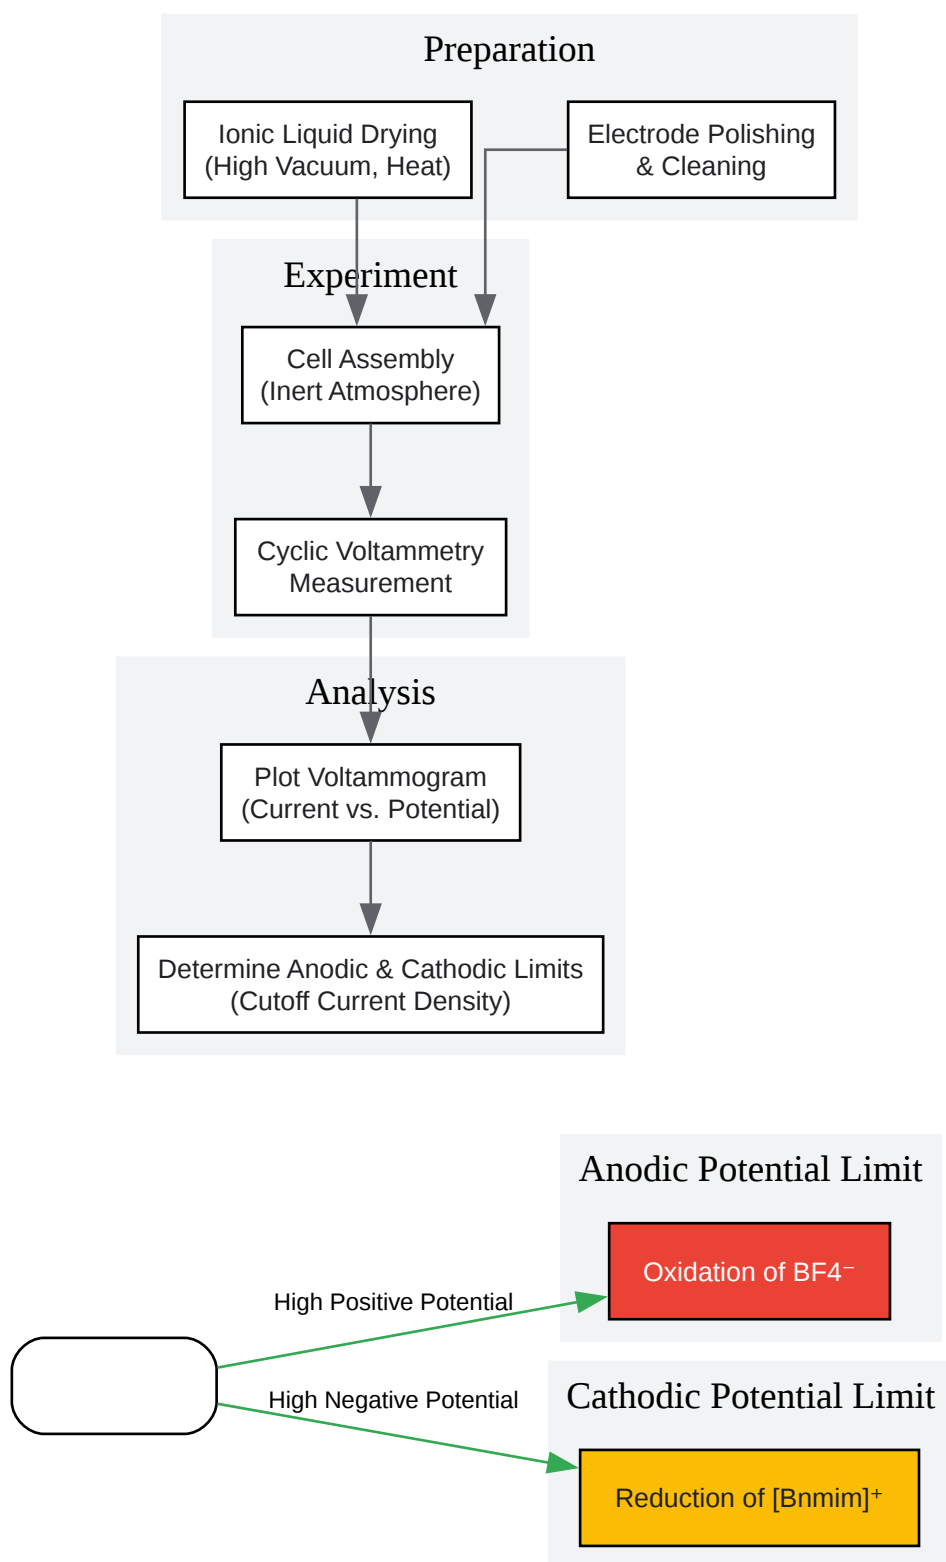 Preparation
Ionic Liquid Drying
(High Vacuum, Heat)
Electrode Polishing
& Cleaning
Experiment
Cell Assembly
(Inert Atmosphere)
Cyclic Voltammetry
Measurement
Analysis
Plot Voltammogram
(Current vs. Potential)
Determine Anodic & Cathodic Limits
(Cutoff Current Density)
Anodic Potential Limit
Oxidation of BF4⁻
High Positive Potential
High Negative Potential
Cathodic Potential Limit
Reduction of [Bnmim]⁺